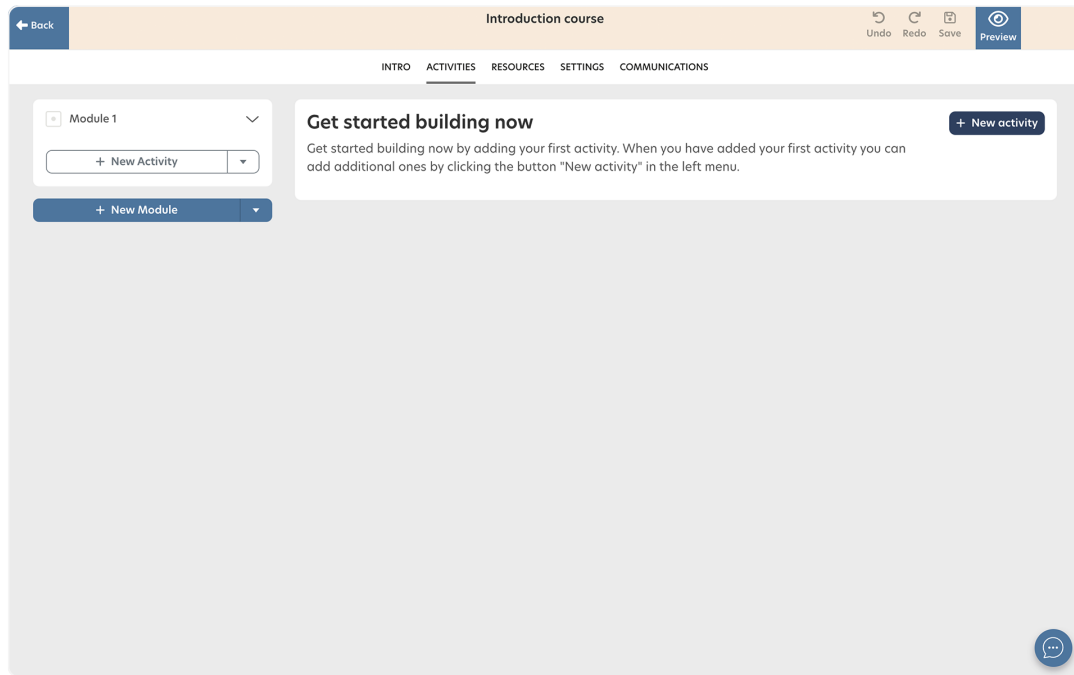 Back
Introduction course
Undo
Redo
Save
Preview
INTRO
ACTIVITIES
RESOURCES
SETTINGS
COMMUNICATIONS
Module 1
+ New Activity
+ New Module
Get started building now
+ New activity
Get started building now by adding your first activity. When you have added your first activity you can
add additional ones by clicking the button "New activity" in the left menu.